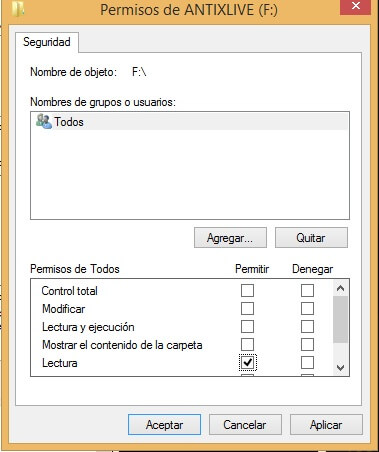 Permisos de ANTIXLIVE (F:)
Seguridad
Nombre de objeto: F:\
Nombres de grupos o usuarios:
Todos
Agregar... Quitar
Permisos de Todos Permitir Denegar
Control total
Modificar
Lectura y ejecución
Mostrar el contenido de la carpeta
Lectura
Aceptar Cancelar Aplicar